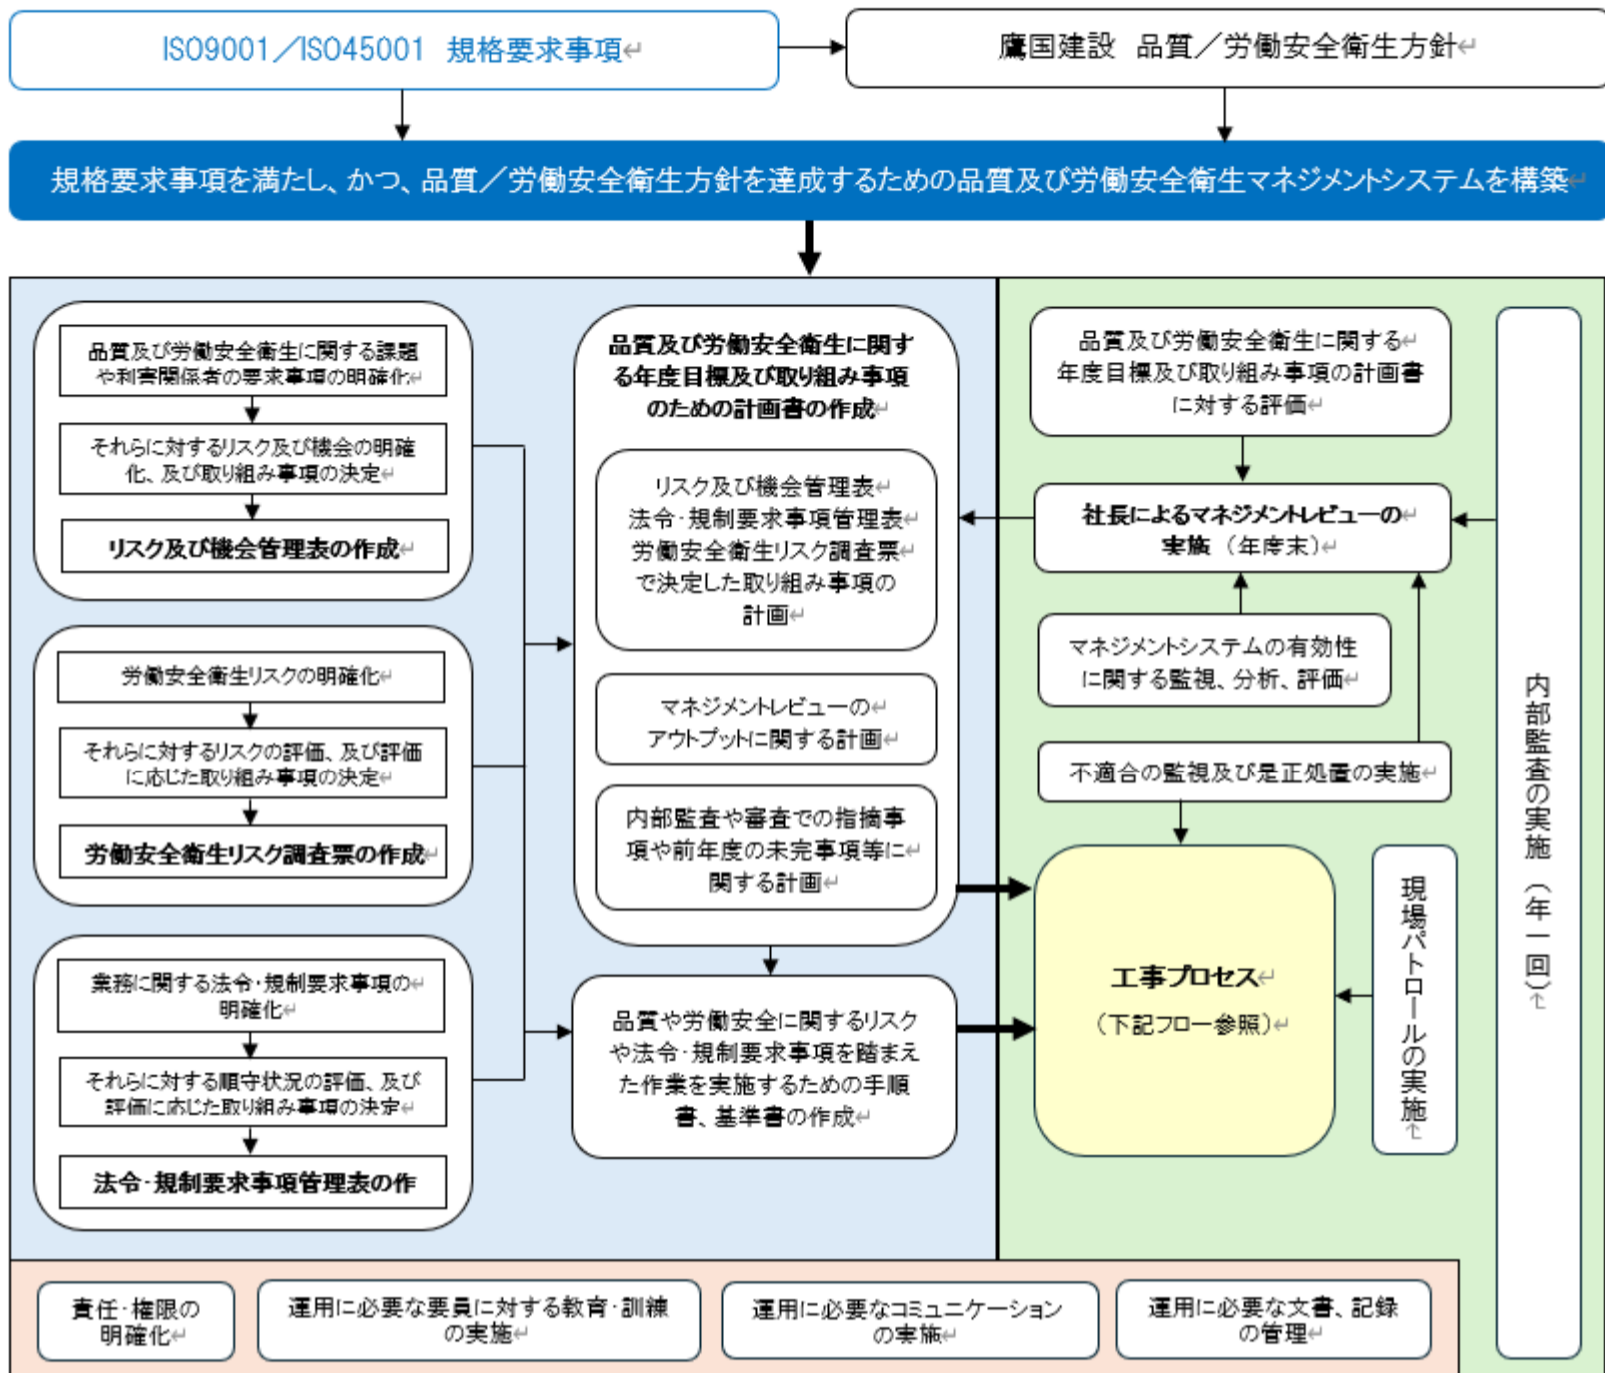 ISO9001／ISO45001 規格要求事項
鷹国建設 品質／労働安全衛生方針
規格要求事項を満たし、かつ、品質／労働安全衛生方針を達成するための品質及び労働安全衛生マネジメントシステムを構築
品質及び労働安全衛生に関する課題
や利害関係者の要求事項の明確化
それらに対するリスク及び機会の明確
化、及び取り組み事項の決定
リスク及び機会管理表の作成
労働安全衛生リスクの明確化
それらに対するリスクの評価、及び評価
に応じた取り組み事項の決定
労働安全衛生リスク調査票の作成
業務に関する法令・規制要求事項の
明確化
それらに対する順守状況の評価、及び
評価に応じた取り組み事項の決定
法令・規制要求事項管理表の作
品質及び労働安全衛生に関す
る年度目標及び取り組み事項
のための計画書の作成
リスク及び機会管理表
法令・規制要求事項管理表
労働安全衛生リスク調査票
で決定した取り組み事項の
計画
マネジメントレビューの
アウトプットに関する計画
内部監査や審査での指摘事
項や前年度の未完事項等に
関する計画
品質や労働安全に関するリスク
や法令・規制要求事項を踏まえ
た作業を実施するための手順
書、基準書の作成
品質及び労働安全衛生に関する
年度目標及び取り組み事項の計画書
に対する評価
社長によるマネジメントレビューの
実施（年度末）
マネジメントシステムの有効性
に関する監視、分析、評価
不適合の監視及び是正処置の実施
工事プロセス
（下記フロー参照）
現場パトロールの実施
内部監査の実施（年一回）
責任・権限の
明確化
運用に必要な要員に対する教育・訓練
の実施
運用に必要なコミュニケーション
の実施
運用に必要な文書、記録
の管理